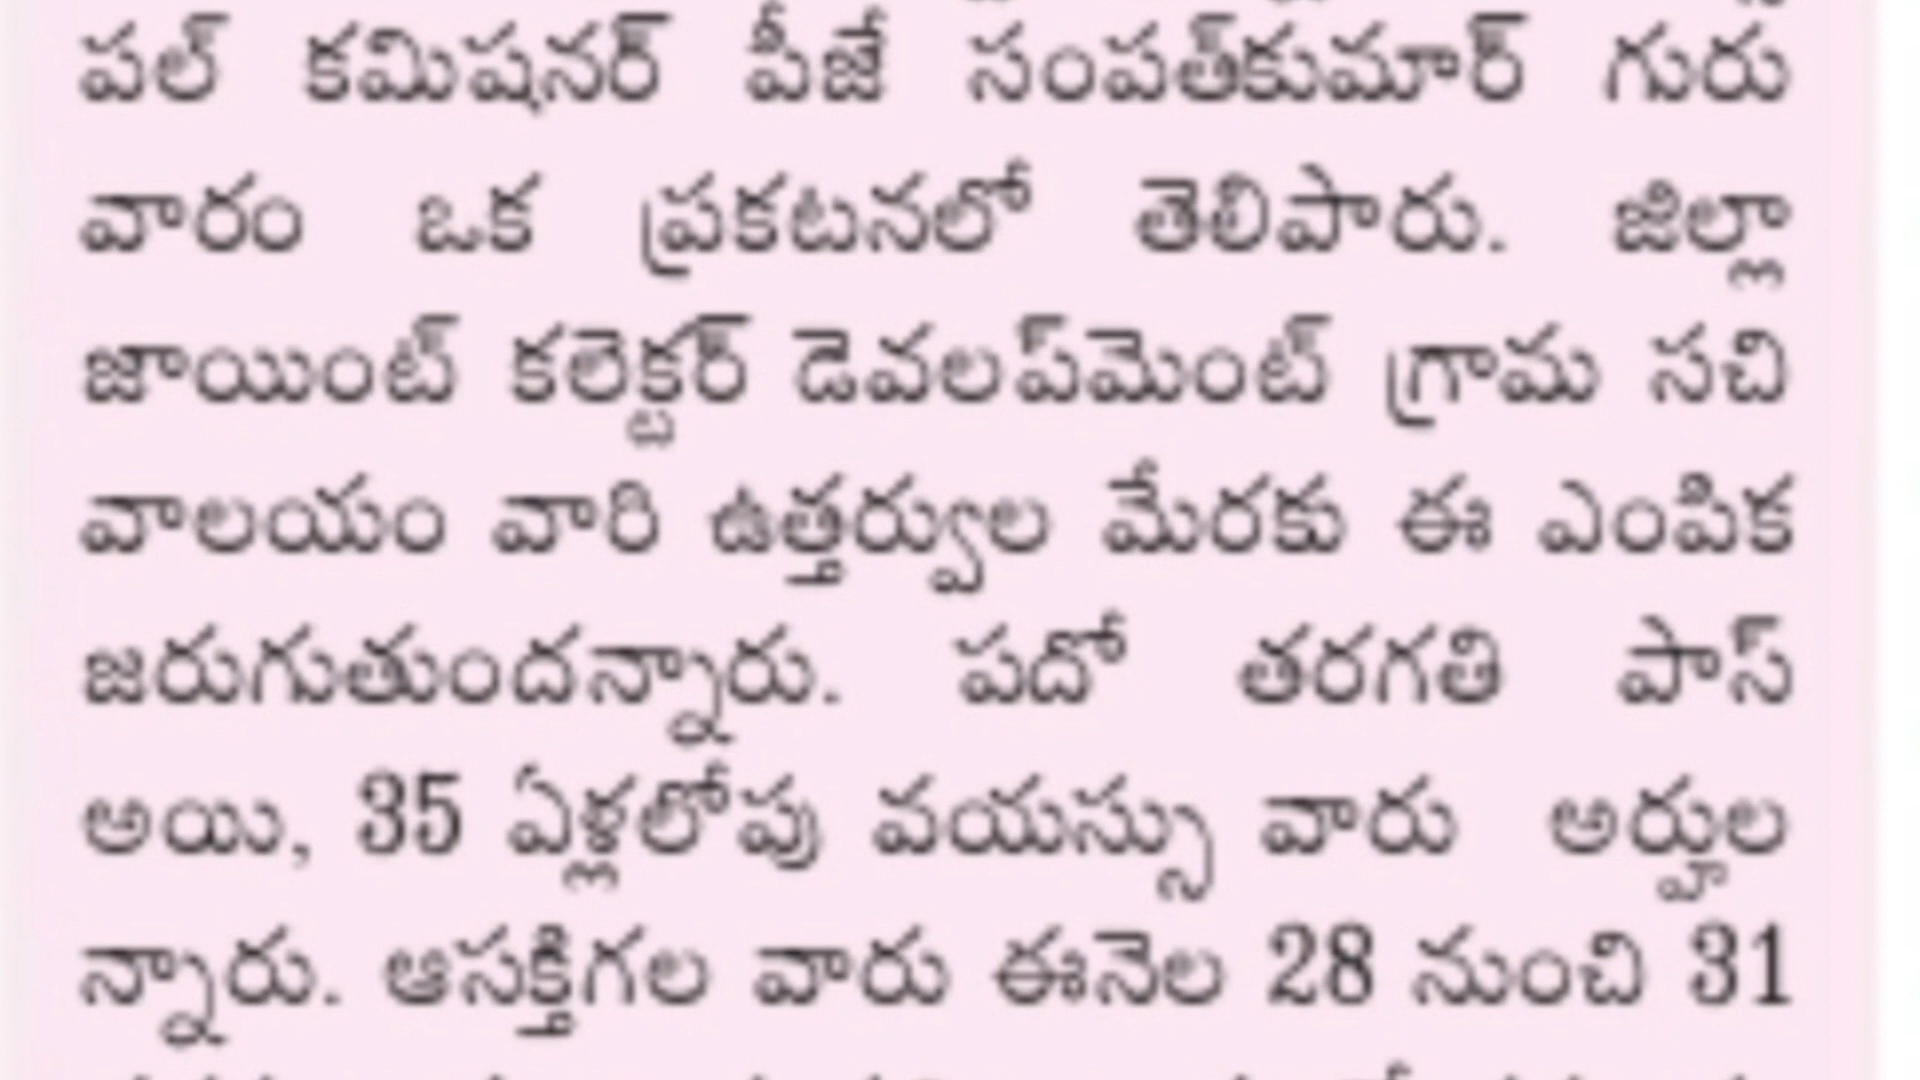 పల్ కమిషనర్ పీజే సంపత్‌కుమార్ గురు
వారం ఒక ప్రకటనలో తెలిపారు. జిల్లా
జాయింట్ కలెక్టర్ డెవలప్‌మెంట్ గ్రామ సచి
వాలయం వారి ఉత్తర్వుల మేరకు ఈ ఎంపిక
జరుగుతుందన్నారు. పదో తరగతి పాస్
అయి, 35 ఏళ్లలోపు వయస్సు వారు అర్హుల
న్నారు. ఆసక్తిగల వారు ఈనెల 28 నుంచి 31